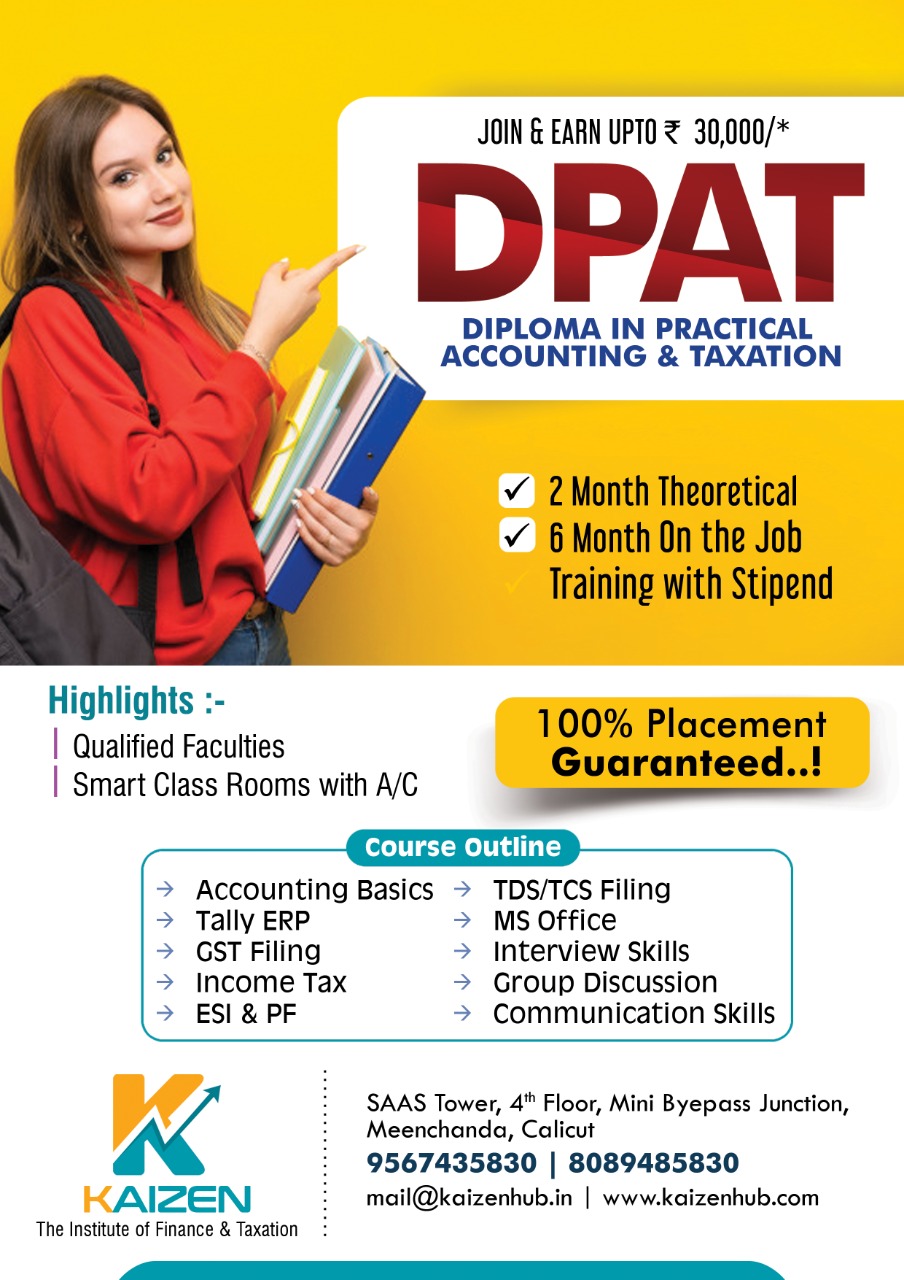 JOIN & EARN UPTO ₹ 30,000/*
DPAT
DIPLOMA IN PRACTICAL
ACCOUNTING & TAXATION
2 Month Theoretical
6 Month On the Job
Training with Stipend
Highlights :-
Qualified Faculties
Smart Class Rooms with A/C
100% Placement
Guaranteed..!
Course Outline
Accounting Basics
Tally ERP
GST Filing
Income Tax
ESI & PF
TDS/TCS Filing
MS Office
Interview Skills
Group Discussion
Communication Skills
KAIZEN
The Institute of Finance & Taxation
SAAS Tower, 4th Floor, Mini Byepass Junction,
Meenchanda, Calicut
9567435830 | 8089485830
mail@kaizenhub.in | www.kaizenhub.com